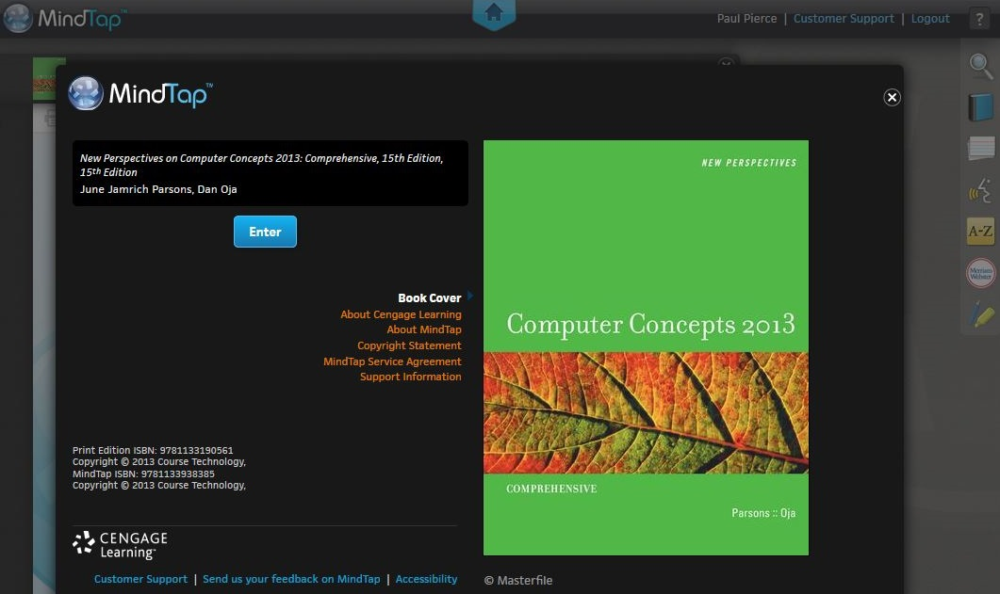 MindTap™
Paul Pierce | Customer Support | Logout ?
MindTap™
New Perspectives on Computer Concepts 2013: Comprehensive, 15th Edition,
15th Edition
June Jamrich Parsons, Dan Oja
Enter
Book Cover
About Cengage Learning
About MindTap
Copyright Statement
MindTap Service Agreement
Support Information
Print Edition ISBN: 9781133190561
Copyright © 2013 Course Technology,
MindTap ISBN: 9781133938385
Copyright © 2013 Course Technology,
CENGAGE
Learning™
Customer Support | Send us your feedback on MindTap | Accessibility
NEW PERSPECTIVES
Computer Concepts 2013
COMPREHENSIVE
Parsons :: Oja
© Masterfile
A-Z
Merriam
Webster